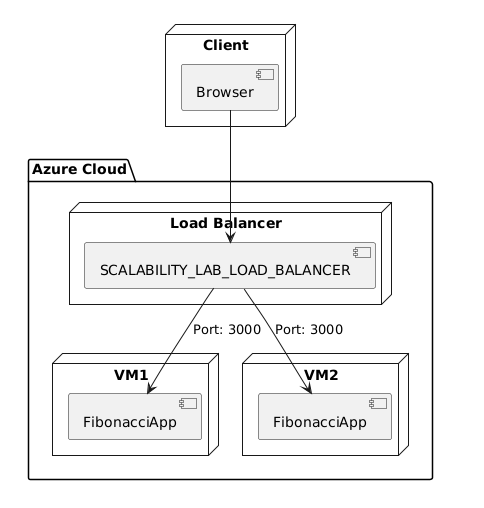 Client
Browser
Azure Cloud
Load Balancer
SCALABILITY_LAB_LOAD_BALANCER
Port: 3000
Port: 3000
VM1
VM2
FibonacciApp
FibonacciApp